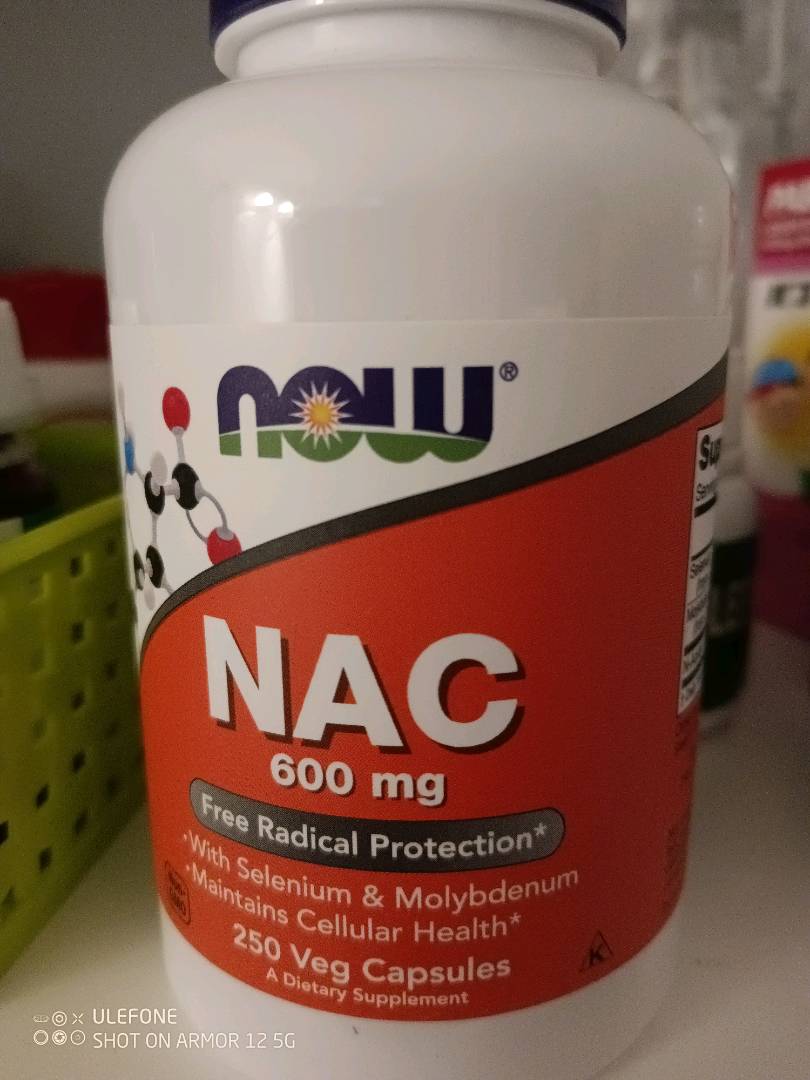 NOW®
NAC
600 mg
Free Radical Protection*
•With Selenium & Molybdenum
•Maintains Cellular Health*
250 Veg Capsules
A Dietary Supplement
K
ULEFONE
SHOT ON ARMOR 12 5G